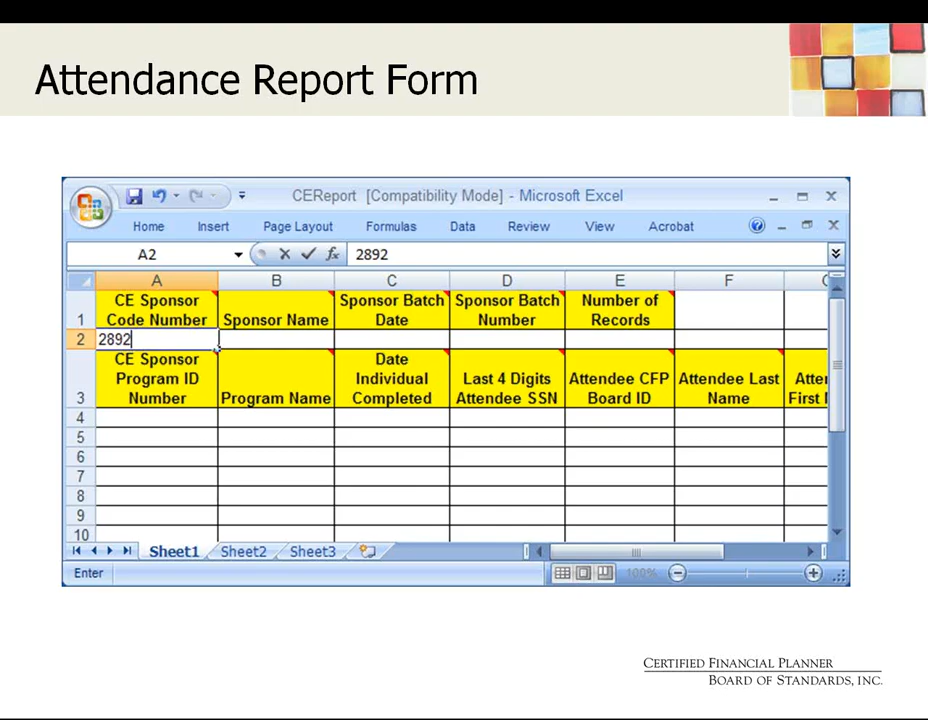 Attendance Report Form
CEReport [Compatibility Mode] - Microsoft Excel
Home Insert Page Layout Formulas Data Review View Acrobat
A2 fx 2892
A B C D E F
CE Sponsor Sponsor Batch Sponsor Batch Number of
1 Code Number Sponsor Name Date Number Records
2 2892
CE Sponsor Date
Program ID Individual Last 4 Digits Attendee CFP Attendee Last Atte
3 Number Program Name Completed Attendee SSN Board ID Name First
4
5
6
7
8
9
10
Sheet1 Sheet2 Sheet3
Enter 100%
CERTIFIED FINANCIAL PLANNER
BOARD OF STANDARDS, INC.